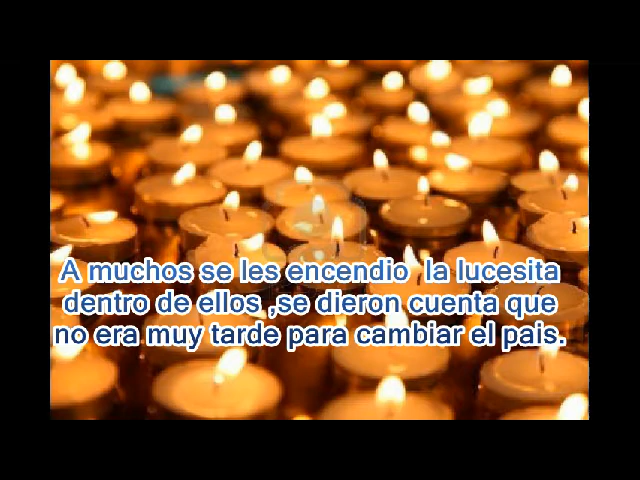 A muchos se les encendio  la lucesita
dentro de ellos ,se dieron cuenta que
no era muy tarde para cambiar el pais.